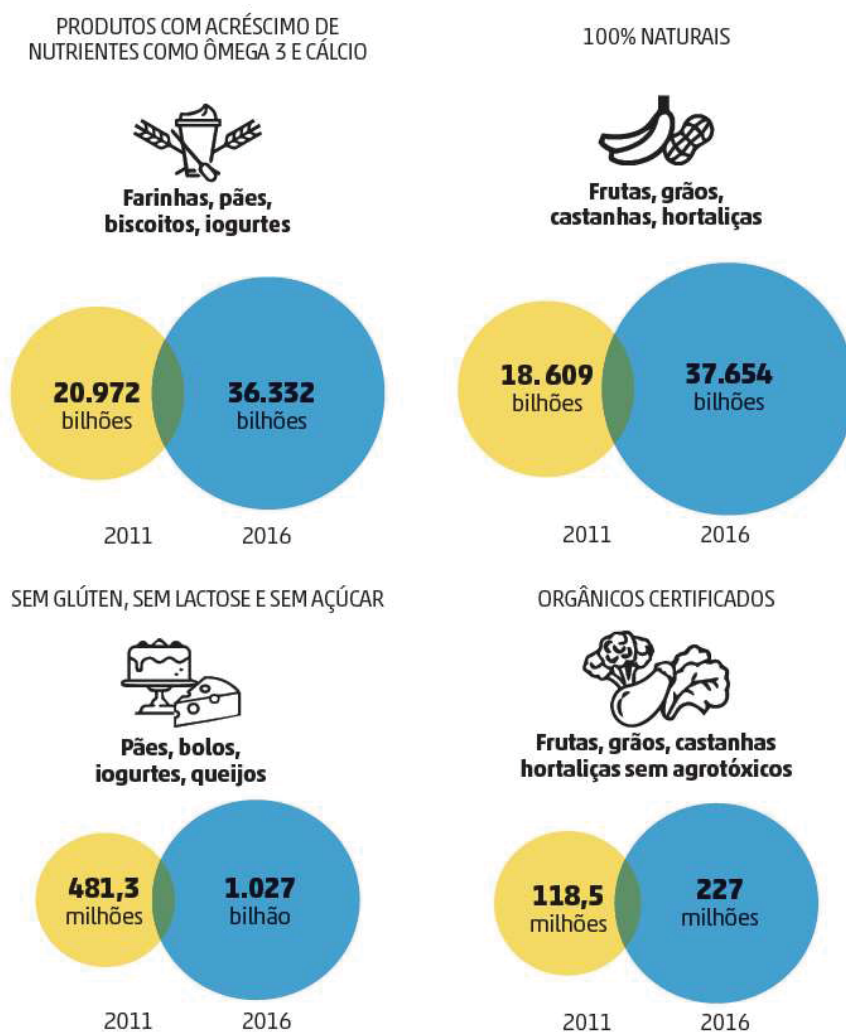 PRODUTOS COM ACRÉSCIMO DE
NUTRIENTES COMO ÔMEGA 3 E CÁLCIO
Farinhas, pães,
biscoitos, iogurtes
20.972
bilhões
36.332
bilhões
2011
2016
100% NATURAIS
Frutas, grãos,
castanhas, hortaliças
18.609
bilhões
37.654
bilhões
2011
2016
SEM GLÚTEN, SEM LACTOSE E SEM AÇÚCAR
Pães, bolos,
iogurtes, queijos
481,3
milhões
1.027
bilhão
2011
2016
ORGÂNICOS CERTIFICADOS
Frutas, grãos, castanhas
hortaliças sem agrotóxicos
118,5
milhões
227
milhões
2011
2016